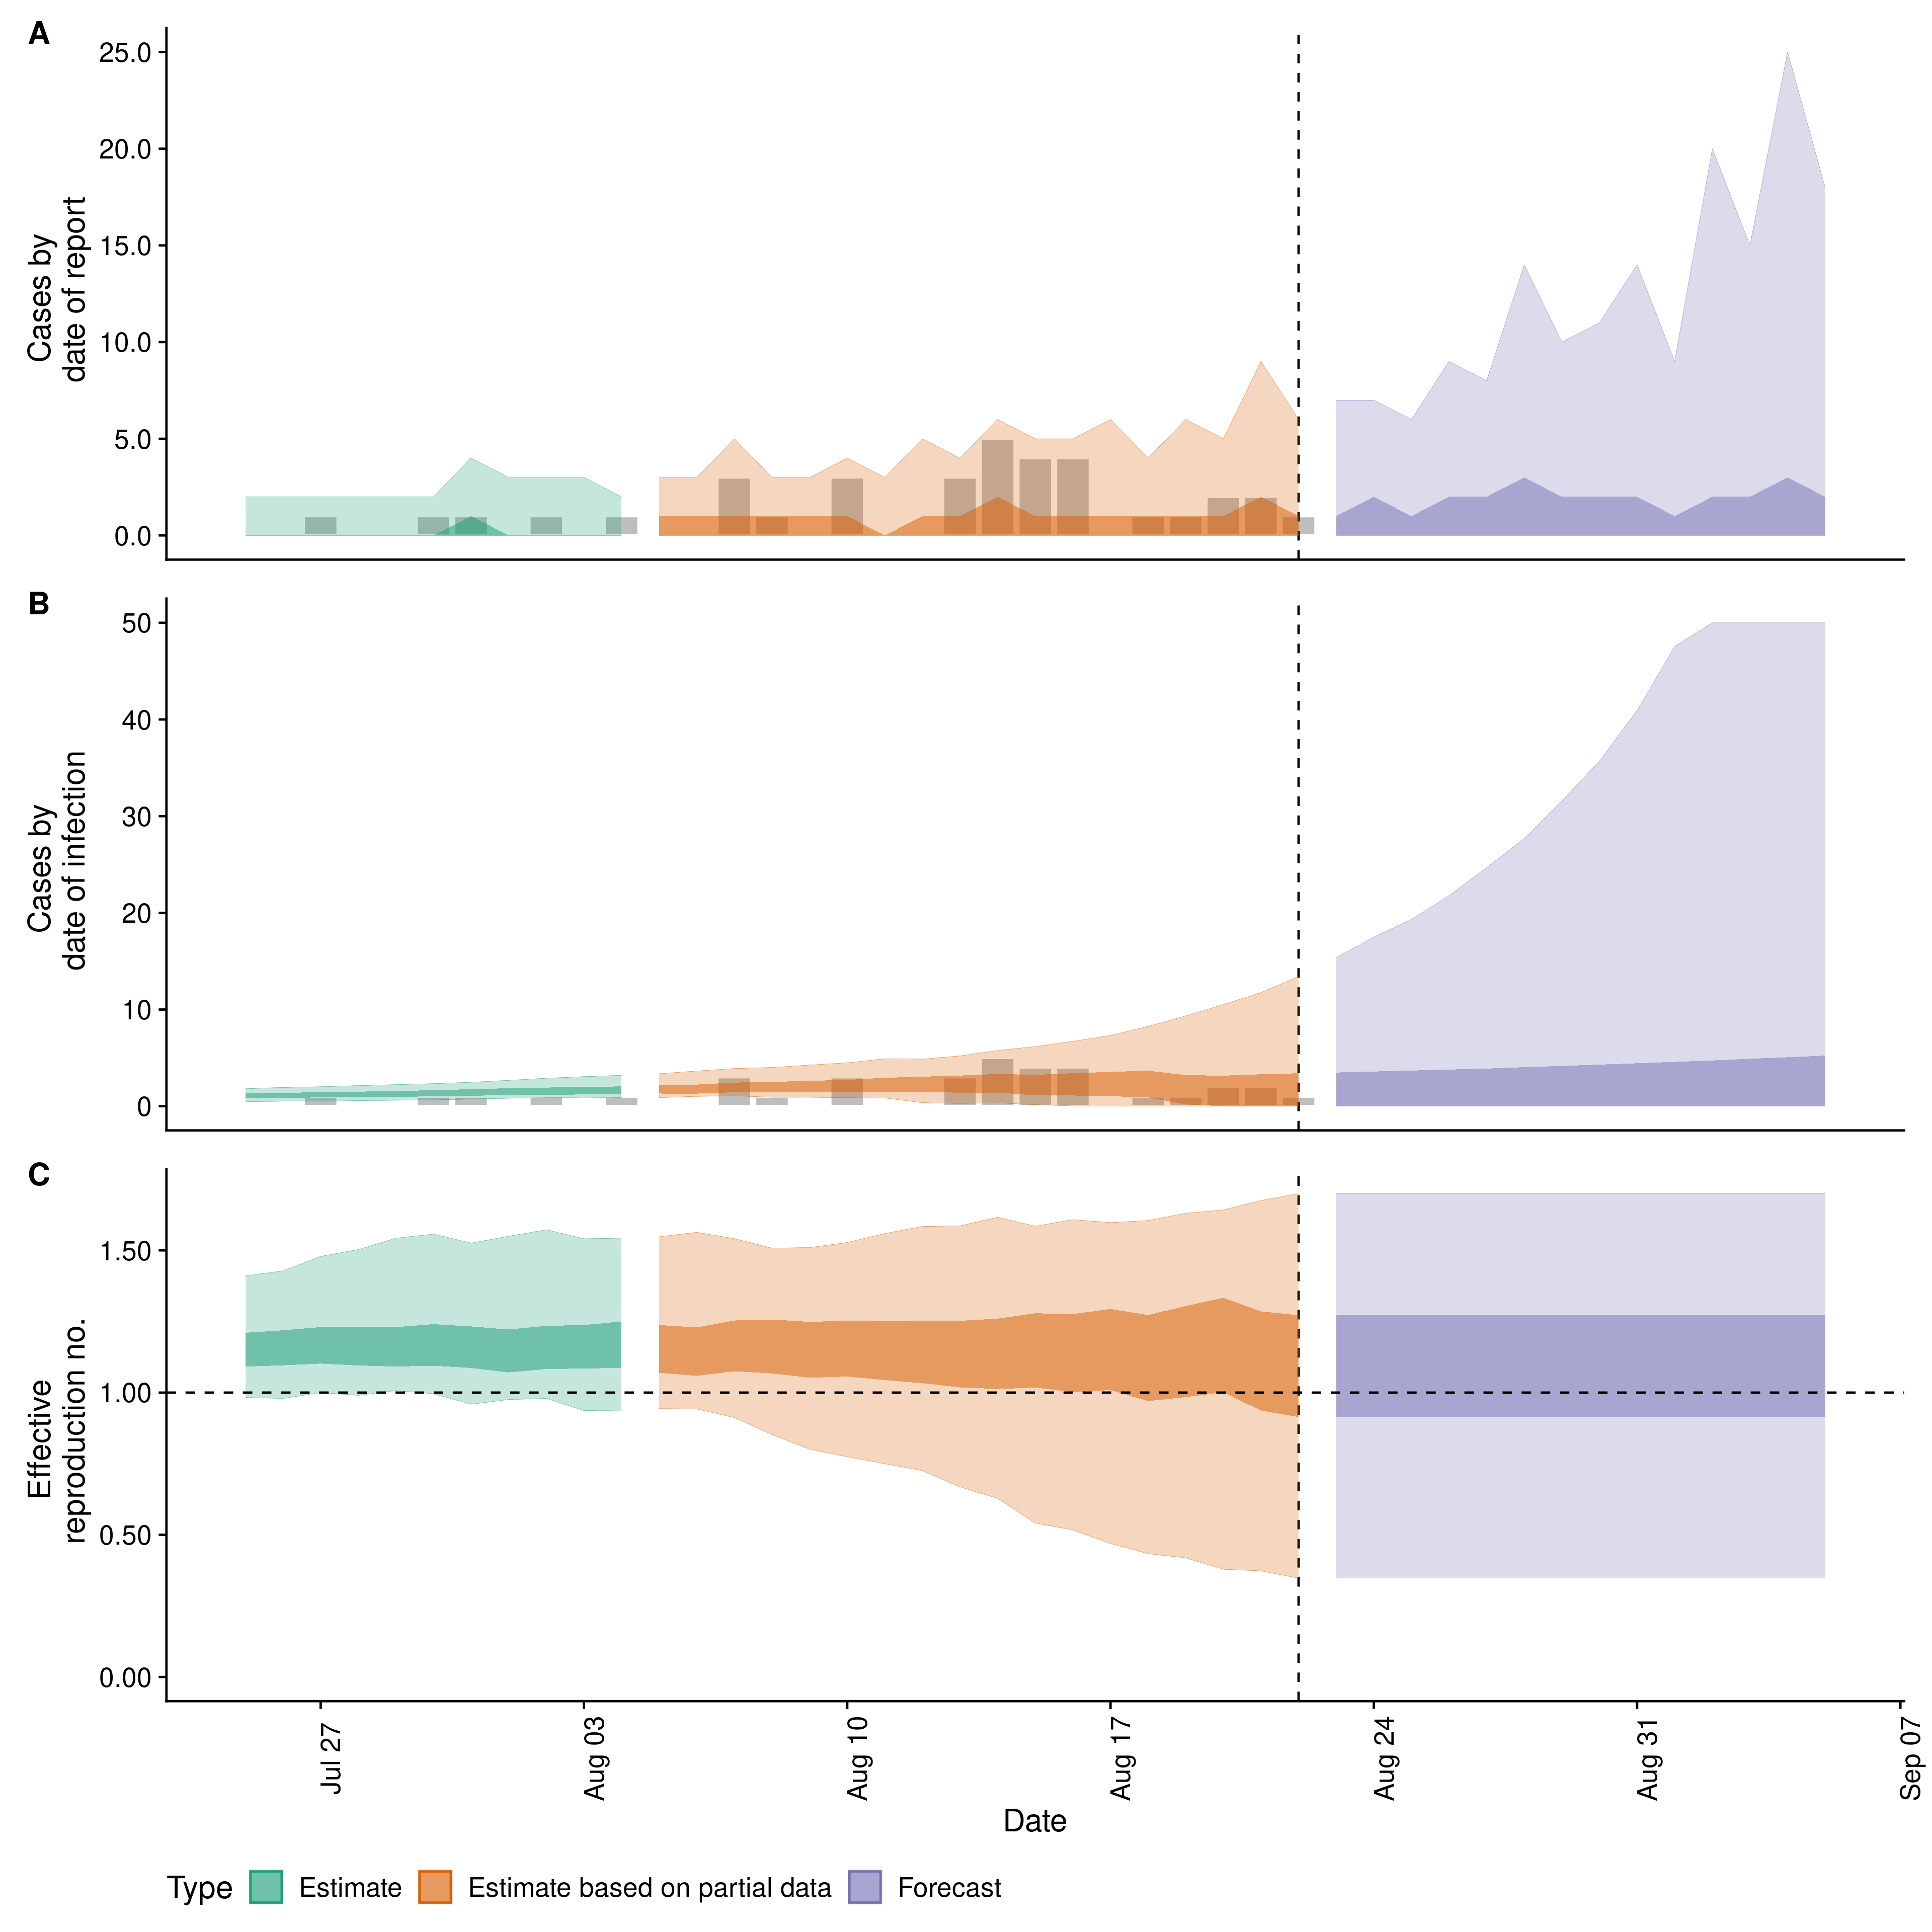 A
25.0
20.0
15.0
10.0
5.0
0.0
Cases by
date of report
B
50
40
30
20
10
0
Cases by
date of infection
C
1.50
1.00
0.50
0.00
Effective
reproduction no.
Jul 27
Aug 03
Aug 10
Aug 17
Aug 24
Aug 31
Sep 07
Date
Type
Estimate
Estimate based on partial data
Forecast